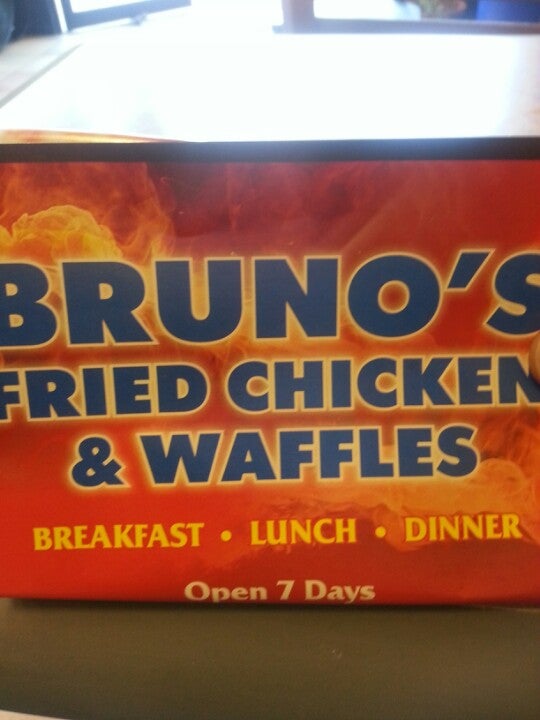 BRUNO'S
FRIED CHICKEN
& WAFFLES
BREAKFAST • LUNCH • DINNER
Open 7 Days